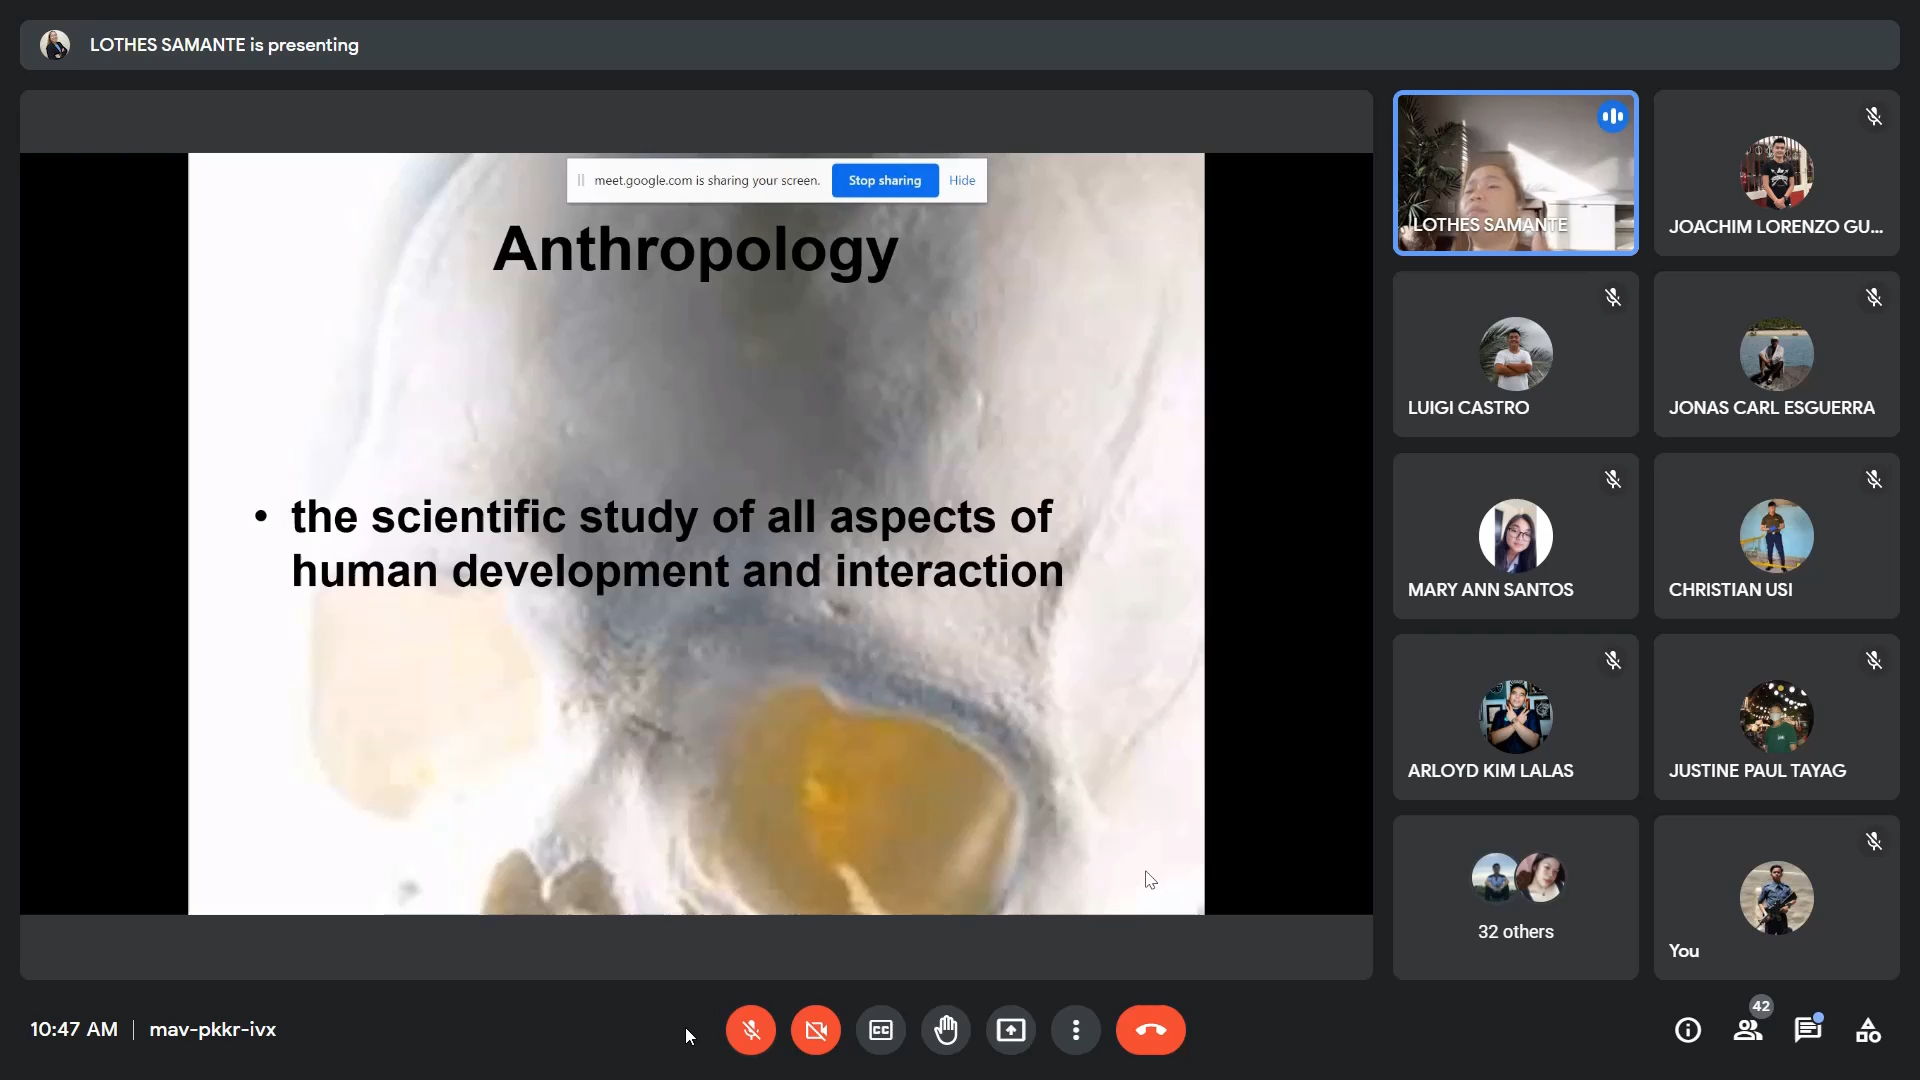 LOTHES SAMANTE is presenting
meet.google.com is sharing your screen.
Stop sharing
Hide
Anthropology
• the scientific study of all aspects of
human development and interaction
LOTHES SAMANTE
JOACHIM LORENZO GU...
LUIGI CASTRO
JONAS CARL ESGUERRA
MARY ANN SANTOS
CHRISTIAN USI
ARLOYD KIM LALAS
JUSTINE PAUL TAYAG
32 others
You
10:47 AM | mav-pkkr-ivx
CC
42